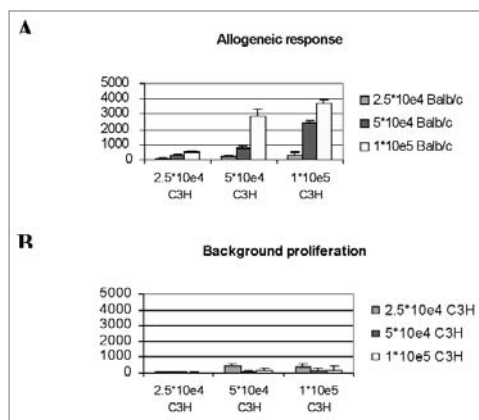 A
Allogeneic response
5000
4000
3000
2000
1000
0
2.5*10e4 C3H
5*10e4 C3H
1*10e5 C3H
2.5*10e4 Balb/c
5*10e4 Balb/c
1*10e5 Balb/c
B
Background proliferation
5000
4000
3000
2000
1000
0
2.5*10e4 C3H
5*10e4 C3H
1*10e5 C3H
2.5*10e4 C3H
5*10e4 C3H
1*10e5 C3H